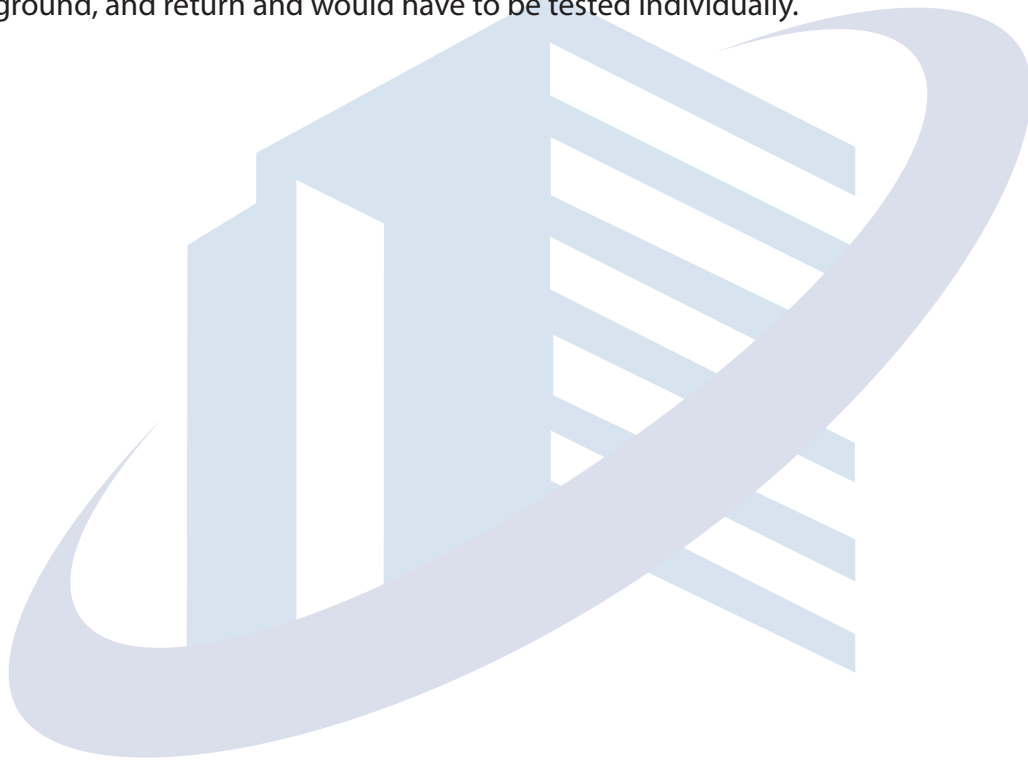 ground, and return and would have to be tested individually.